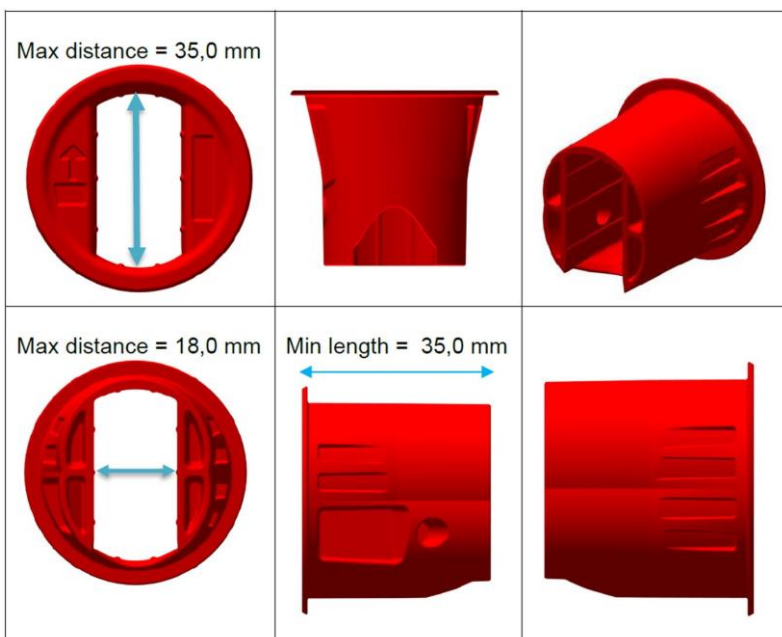 Max distance = 35,0 mm
Max distance = 18,0 mm
Min length =  35,0 mm